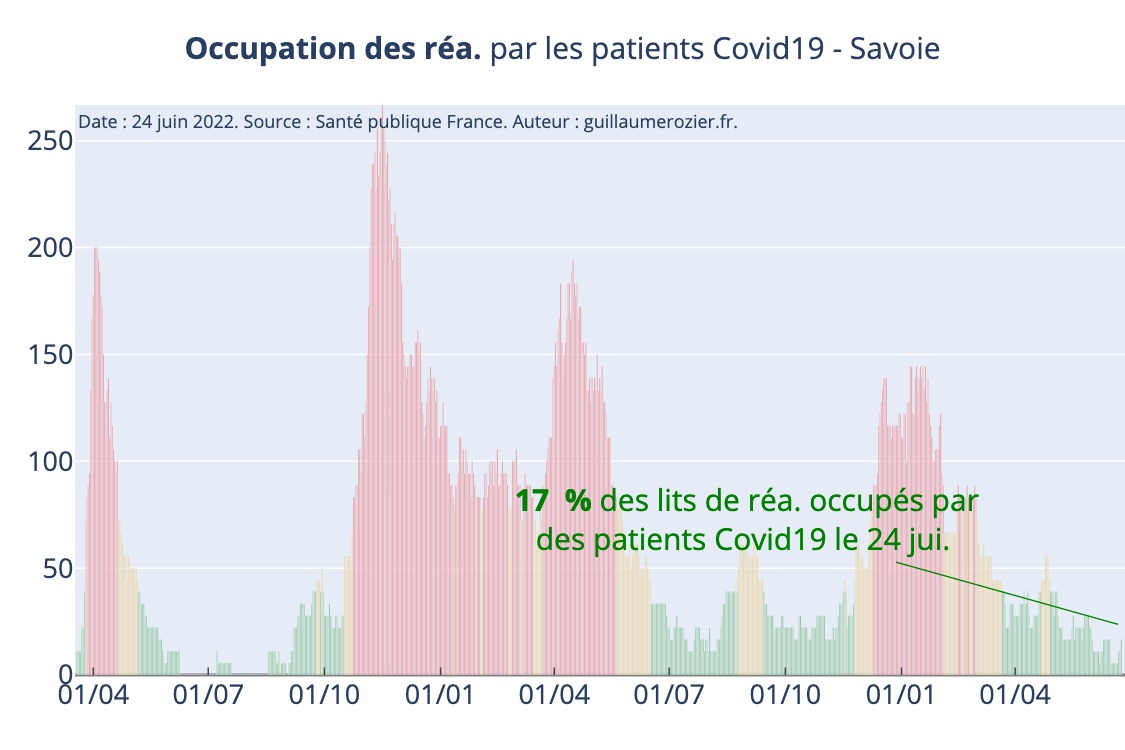 Occupation des réa. par les patients Covid19 - Savoie
Date : 24 juin 2022. Source : Santé publique France. Auteur : guillaumerozier.fr.
250
200
150
100
50
0
17 % des lits de réa. occupés par
des patients Covid19 le 24 jui.
01/04 01/07 01/10 01/01 01/04 01/07 01/10 01/01 01/04